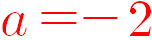 a = - 2